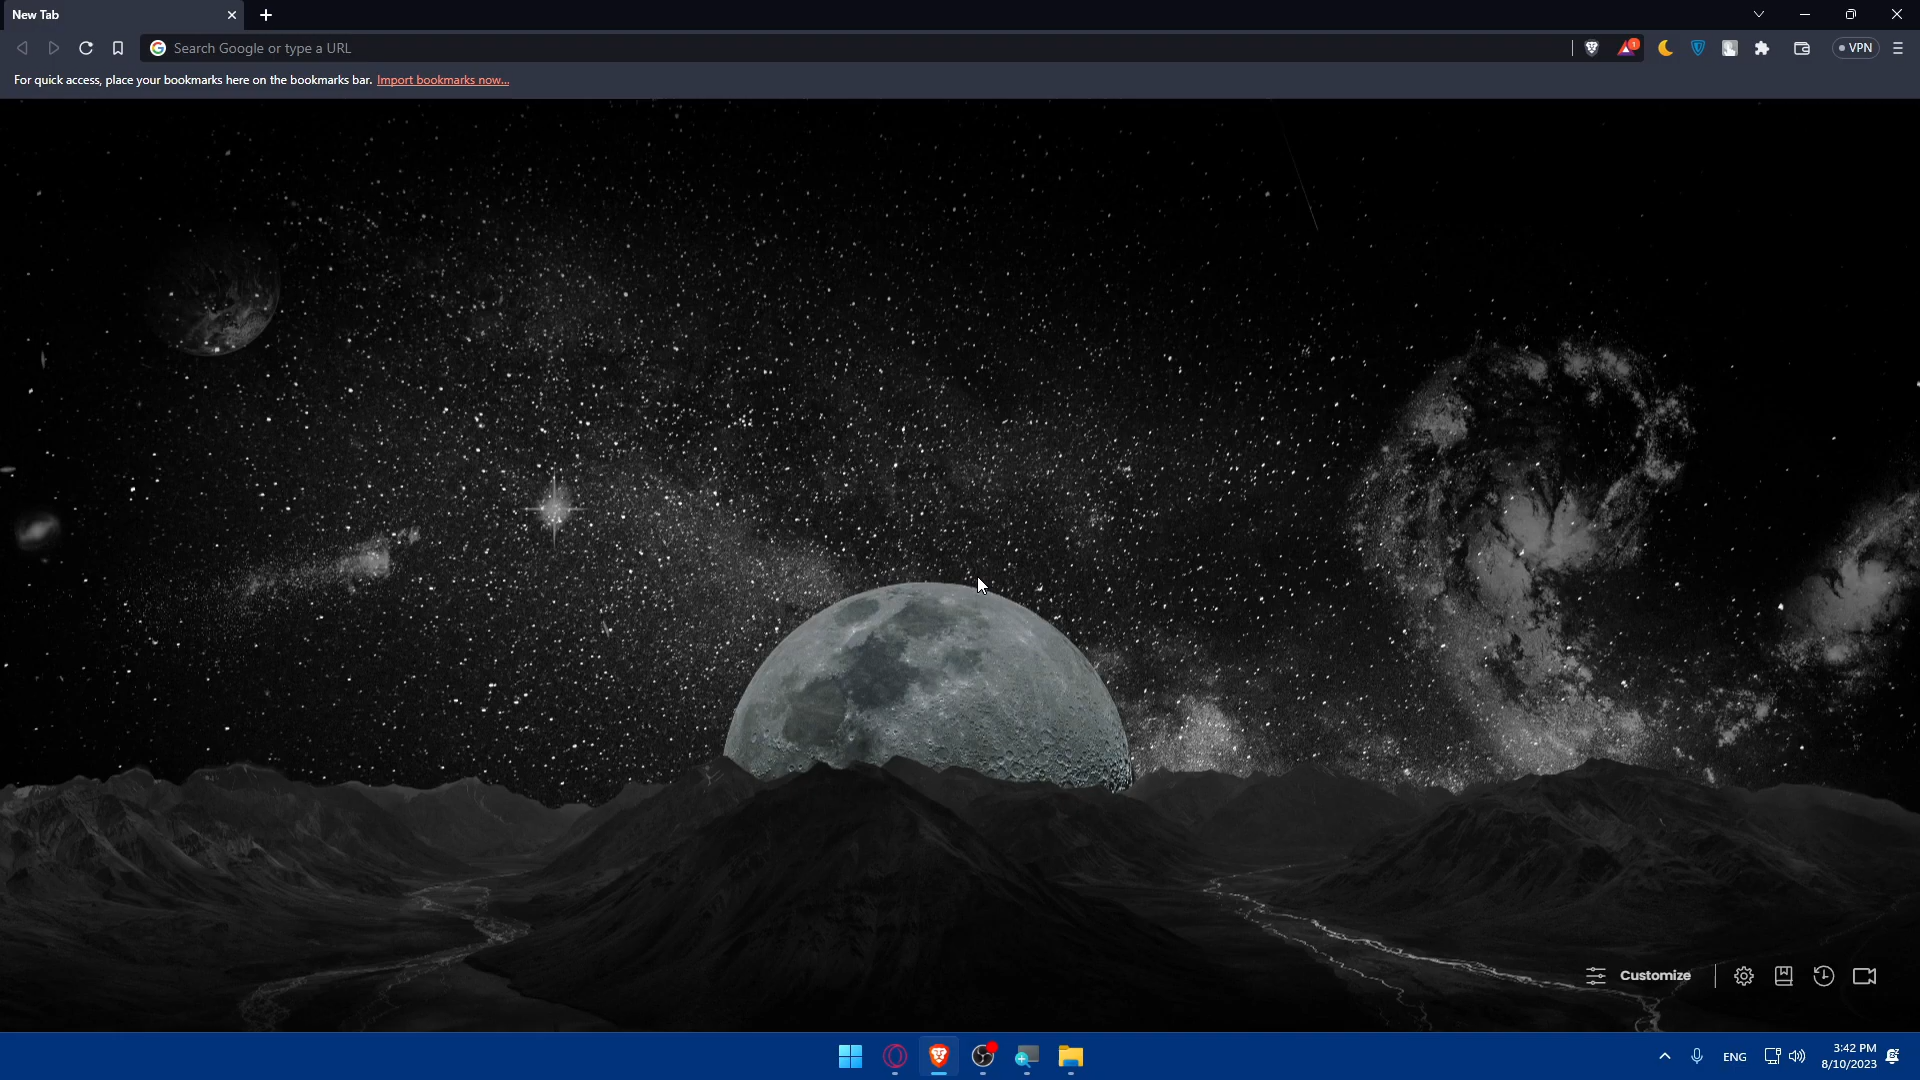 New Tab
Search Google or type a URL
1
VPN
For quick access, place your bookmarks here on the bookmarks bar. Import bookmarks now...
Customize
ENG
3:42 PM
8/10/2023